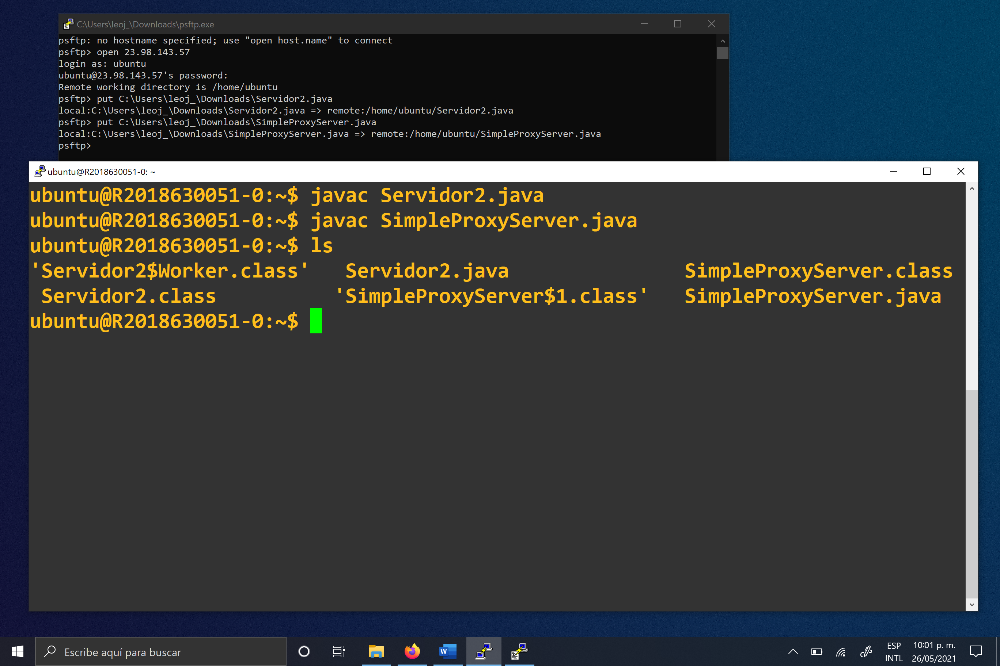 C:\Users\leoj_\Downloads\psftp.exe
psftp: no hostname specified; use "open host.name" to connect
psftp> open 23.98.143.57
login as: ubuntu
ubuntu@23.98.143.57's password:
Remote working directory is /home/ubuntu
psftp> put C:\Users\leoj_\Downloads\Servidor2.java
local:C:\Users\leoj_\Downloads\Servidor2.java => remote:/home/ubuntu/Servidor2.java
psftp> put C:\Users\leoj_\Downloads\SimpleProxyServer.java
local:C:\Users\leoj_\Downloads\SimpleProxyServer.java => remote:/home/ubuntu/SimpleProxyServer.java
psftp>
ubuntu@R2018630051-0: ~
ubuntu@R2018630051-0:~$ javac Servidor2.java
ubuntu@R2018630051-0:~$ javac SimpleProxyServer.java
ubuntu@R2018630051-0:~$ ls
'Servidor2$Worker.class' Servidor2.java SimpleProxyServer.class
Servidor2.class 'SimpleProxyServer$1.class' SimpleProxyServer.java
ubuntu@R2018630051-0:~$
Escribe aquí para buscar
W
ESP
INTL
10:01 p. m.
26/05/2021